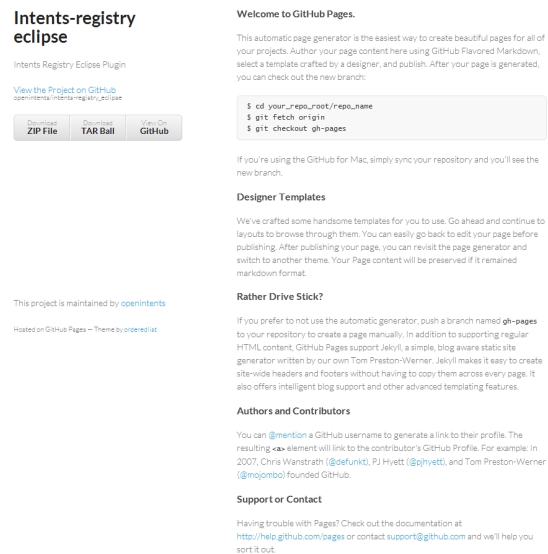 Intents-registry
eclipse
Intents Registry Eclipse Plugin
View the Project on GitHub
openintents/intents-registry_eclipse
Download
ZIP File
Download
TAR Ball
View On
GitHub
This project is maintained by openintents
Hosted on GitHub Pages — Theme by orderedlist
Welcome to GitHub Pages.
This automatic page generator is the easiest way to create beautiful pages for all of
your projects. Author your page content here using GitHub Flavored Markdown,
select a template crafted by a designer, and publish. After your page is generated,
you can check out the new branch:
$ cd your_repo_root/repo_name
$ git fetch origin
$ git checkout gh-pages
If you're using the GitHub for Mac, simply sync your repository and you'll see the
new branch.
Designer Templates
We've crafted some handsome templates for you to use. Go ahead and continue to
layouts to browse through them. You can easily go back to edit your page before
publishing. After publishing your page, you can revisit the page generator and
switch to another theme. Your Page content will be preserved if it remained
markdown format.
Rather Drive Stick?
If you prefer to not use the automatic generator, push a branch named gh-pages
to your repository to create a page manually. In addition to supporting regular
HTML content, GitHub Pages support Jekyll, a simple, blog aware static site
generator written by our own Tom Preston-Werner. Jekyll makes it easy to create
site-wide headers and footers without having to copy them across every page. It
also offers intelligent blog support and other advanced templating features.
Authors and Contributors
You can @mention a GitHub username to generate a link to their profile. The
resulting <a> element will link to the contributor's GitHub Profile. For example: In
2007, Chris Wanstrath (@defunkt), PJ Hyett (@pjhyett), and Tom Preston-Werner
(@mojombo) founded GitHub.
Support or Contact
Having trouble with Pages? Check out the documentation at
http://help.github.com/pages or contact support@github.com and we'll help you
sort it out.